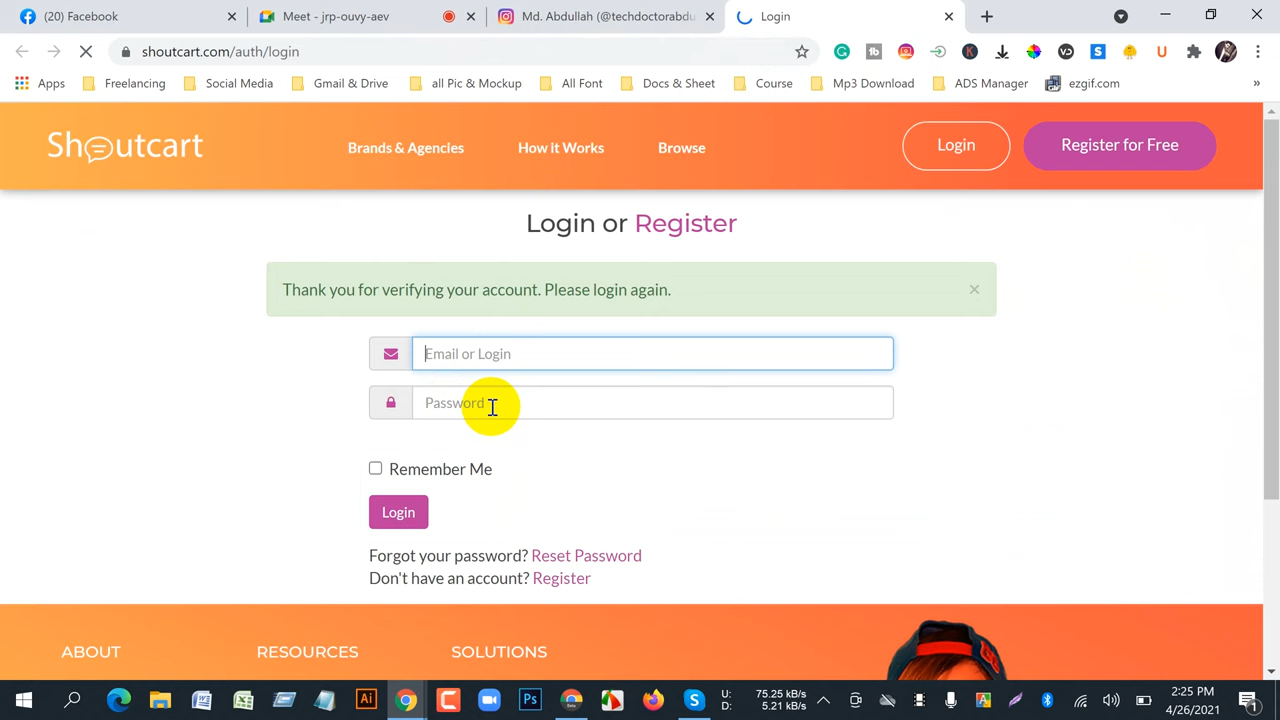 (20) Facebook
Meet - jrp-ouvy-aev
Md. Abdullah (@techdoctorabdu
Login
shoutcart.com/auth/login
Apps
Freelancing
Social Media
Gmail & Drive
all Pic & Mockup
All Font
Docs & Sheet
Course
Mp3 Download
ADS Manager
ezgif.com
»
Shoutcart
Brands & Agencies
How it Works
Browse
Login
Register for Free
Login or Register
Thank you for verifying your account. Please login again.
×
Email or Login
Password
Remember Me
Login
Forgot your password? Reset Password
Don't have an account? Register
ABOUT
RESOURCES
SOLUTIONS
U: 75.25 kB/s
D: 5.21 kB/s
2:25 PM
4/26/2021